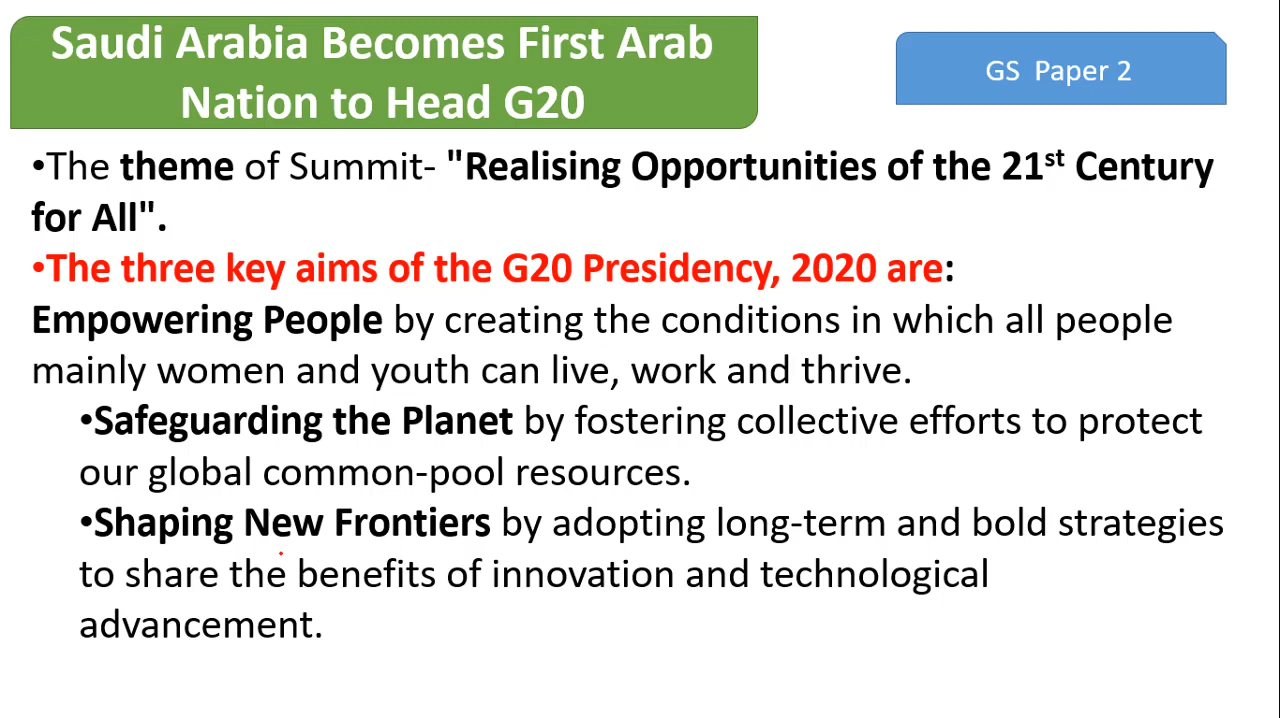 Saudi Arabia Becomes First Arab
Nation to Head G20
GS Paper 2
•The theme of Summit- "Realising Opportunities of the 21st Century
for All".
•The three key aims of the G20 Presidency, 2020 are:
Empowering People by creating the conditions in which all people
mainly women and youth can live, work and thrive.
•Safeguarding the Planet by fostering collective efforts to protect
our global common-pool resources.
•Shaping New Frontiers by adopting long-term and bold strategies
to share the benefits of innovation and technological
advancement.